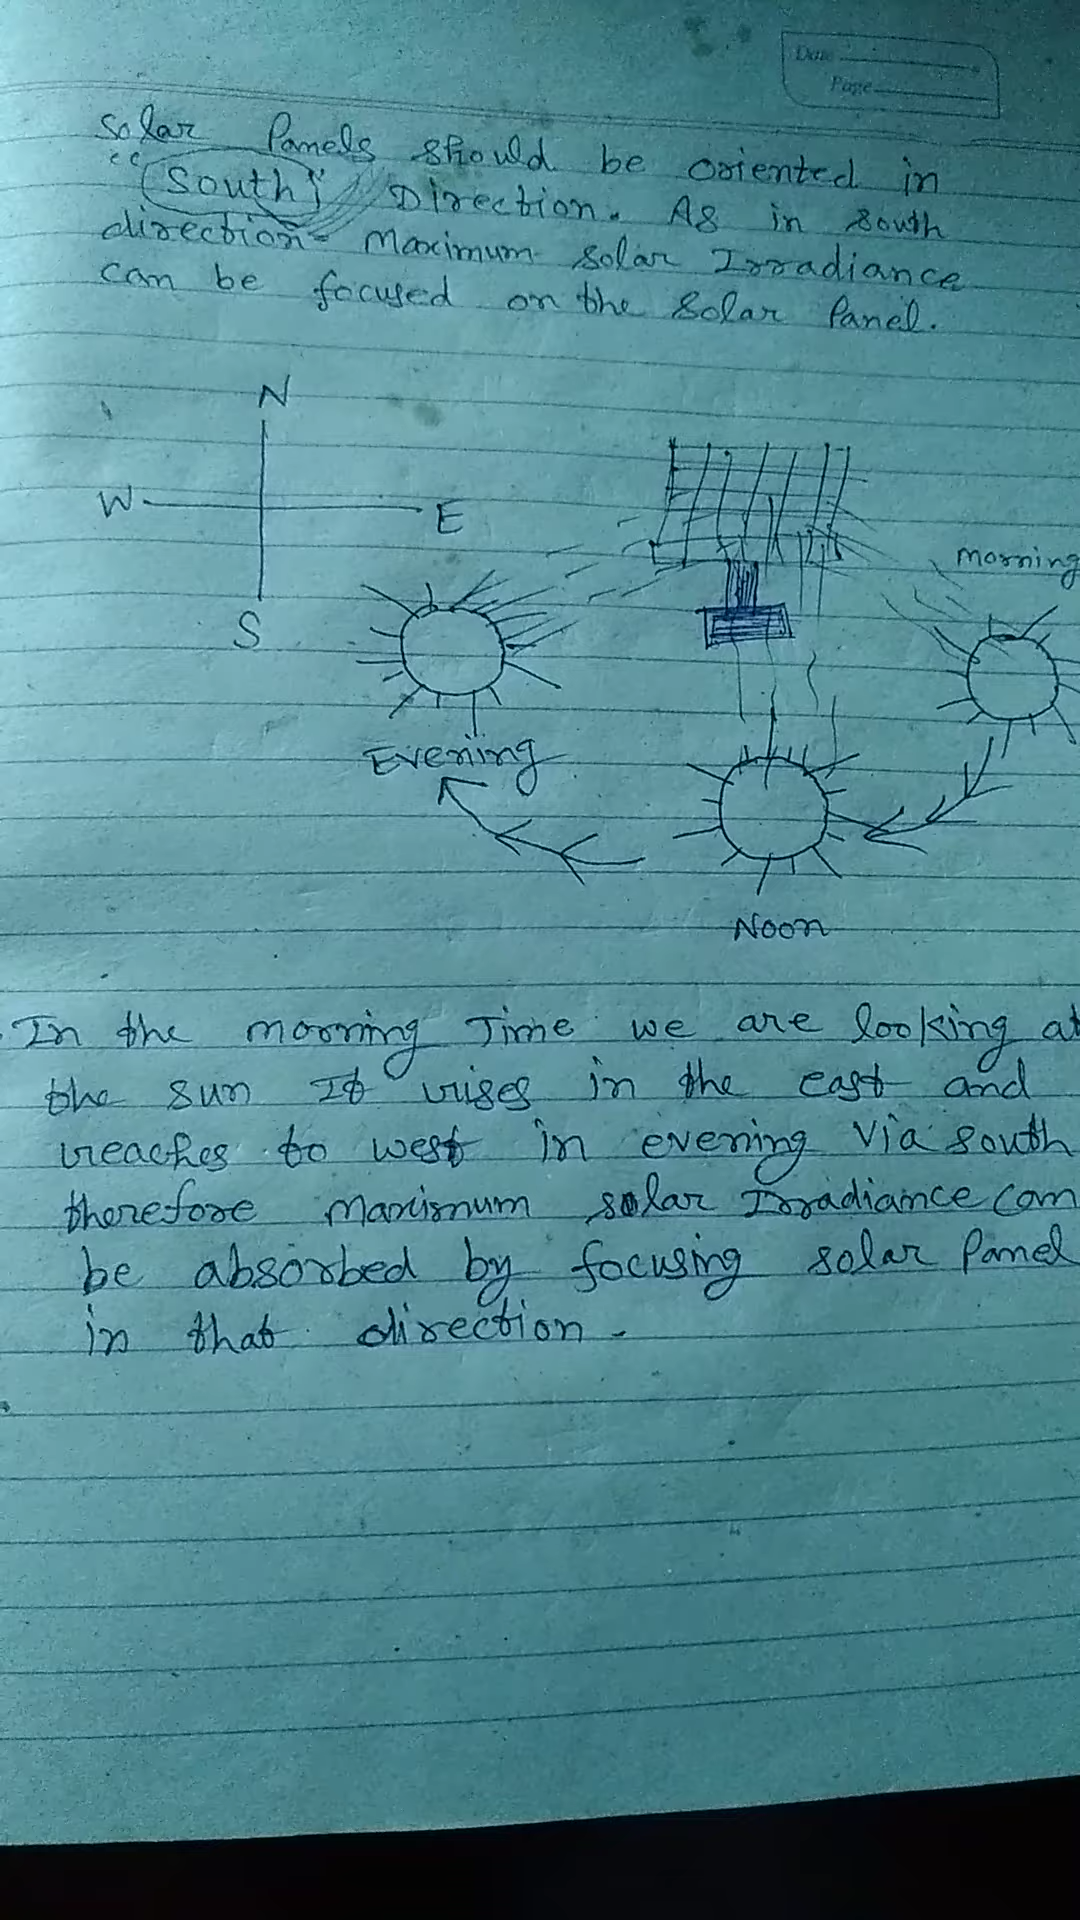 Date
Page
Solar Panels should be oriented in
"South" Direction. As in south
direction maximum solar Irradiance
can be focused on the solar Panel.
N
W E
S
morning
Evening
Noon
In the morning Time we are looking at
the sun It rises in the east and
reaches to west in evening via south
therefore maximum solar Irradiance can
be absorbed by focusing solar Panel
in that direction.